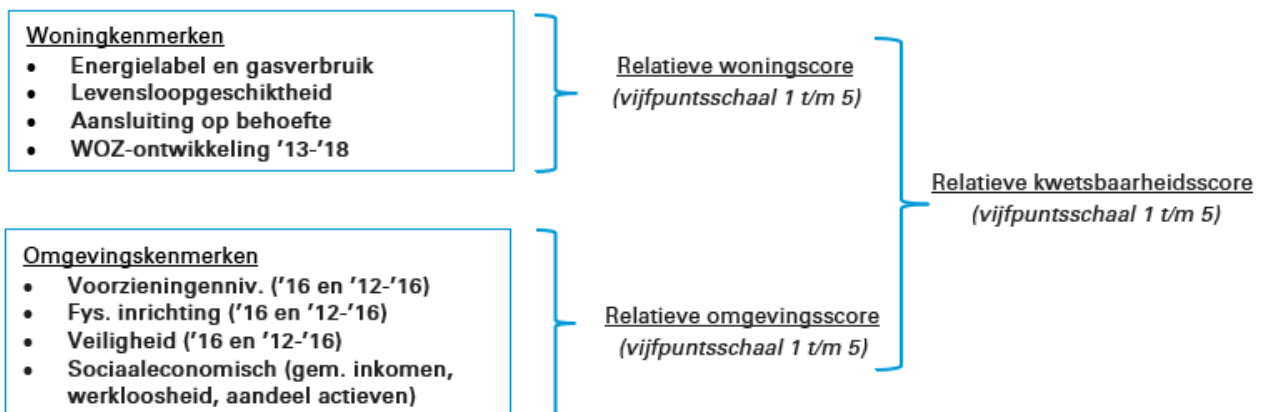 Woningkenmerken
• Energielabel en gasverbruik
• Levensloopgeschiktheid
• Aansluiting op behoefte
• WOZ-ontwikkeling '13-'18
Relatieve woningscore
(vijfpuntsschaal 1 t/m 5)
Omgevingskenmerken
• Voorzieningenniv. ('16 en '12-'16)
• Fys. inrichting ('16 en '12-'16)
• Veiligheid ('16 en '12-'16)
• Sociaaleconomisch (gem. inkomen,
werkloosheid, aandeel actieven)
Relatieve omgevingsscore
(vijfpuntsschaal 1 t/m 5)
Relatieve kwetsbaarheidsscore
(vijfpuntsschaal 1 t/m 5)